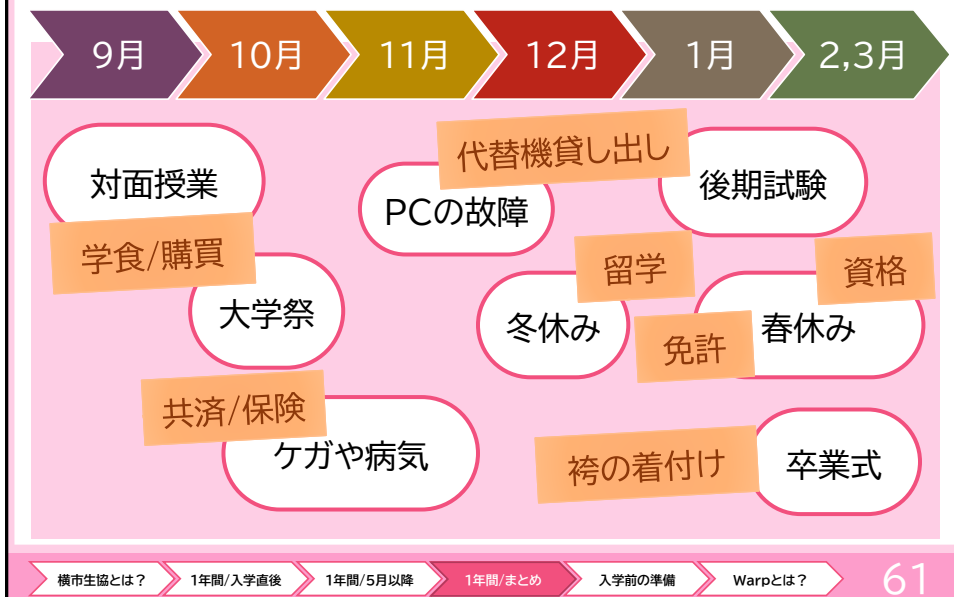 9月
10月
11月
12月
1月
2,3月
対面授業
学食/購買
大学祭
共済/保険
ケガや病気
代替機貸し出し
PCの故障
後期試験
留学
冬休み
資格
免許
春休み
袴の着付け
卒業式
横市生協とは？
1年間/入学直後
1年間/5月以降
1年間/まとめ
入学前の準備
Warpとは？
61